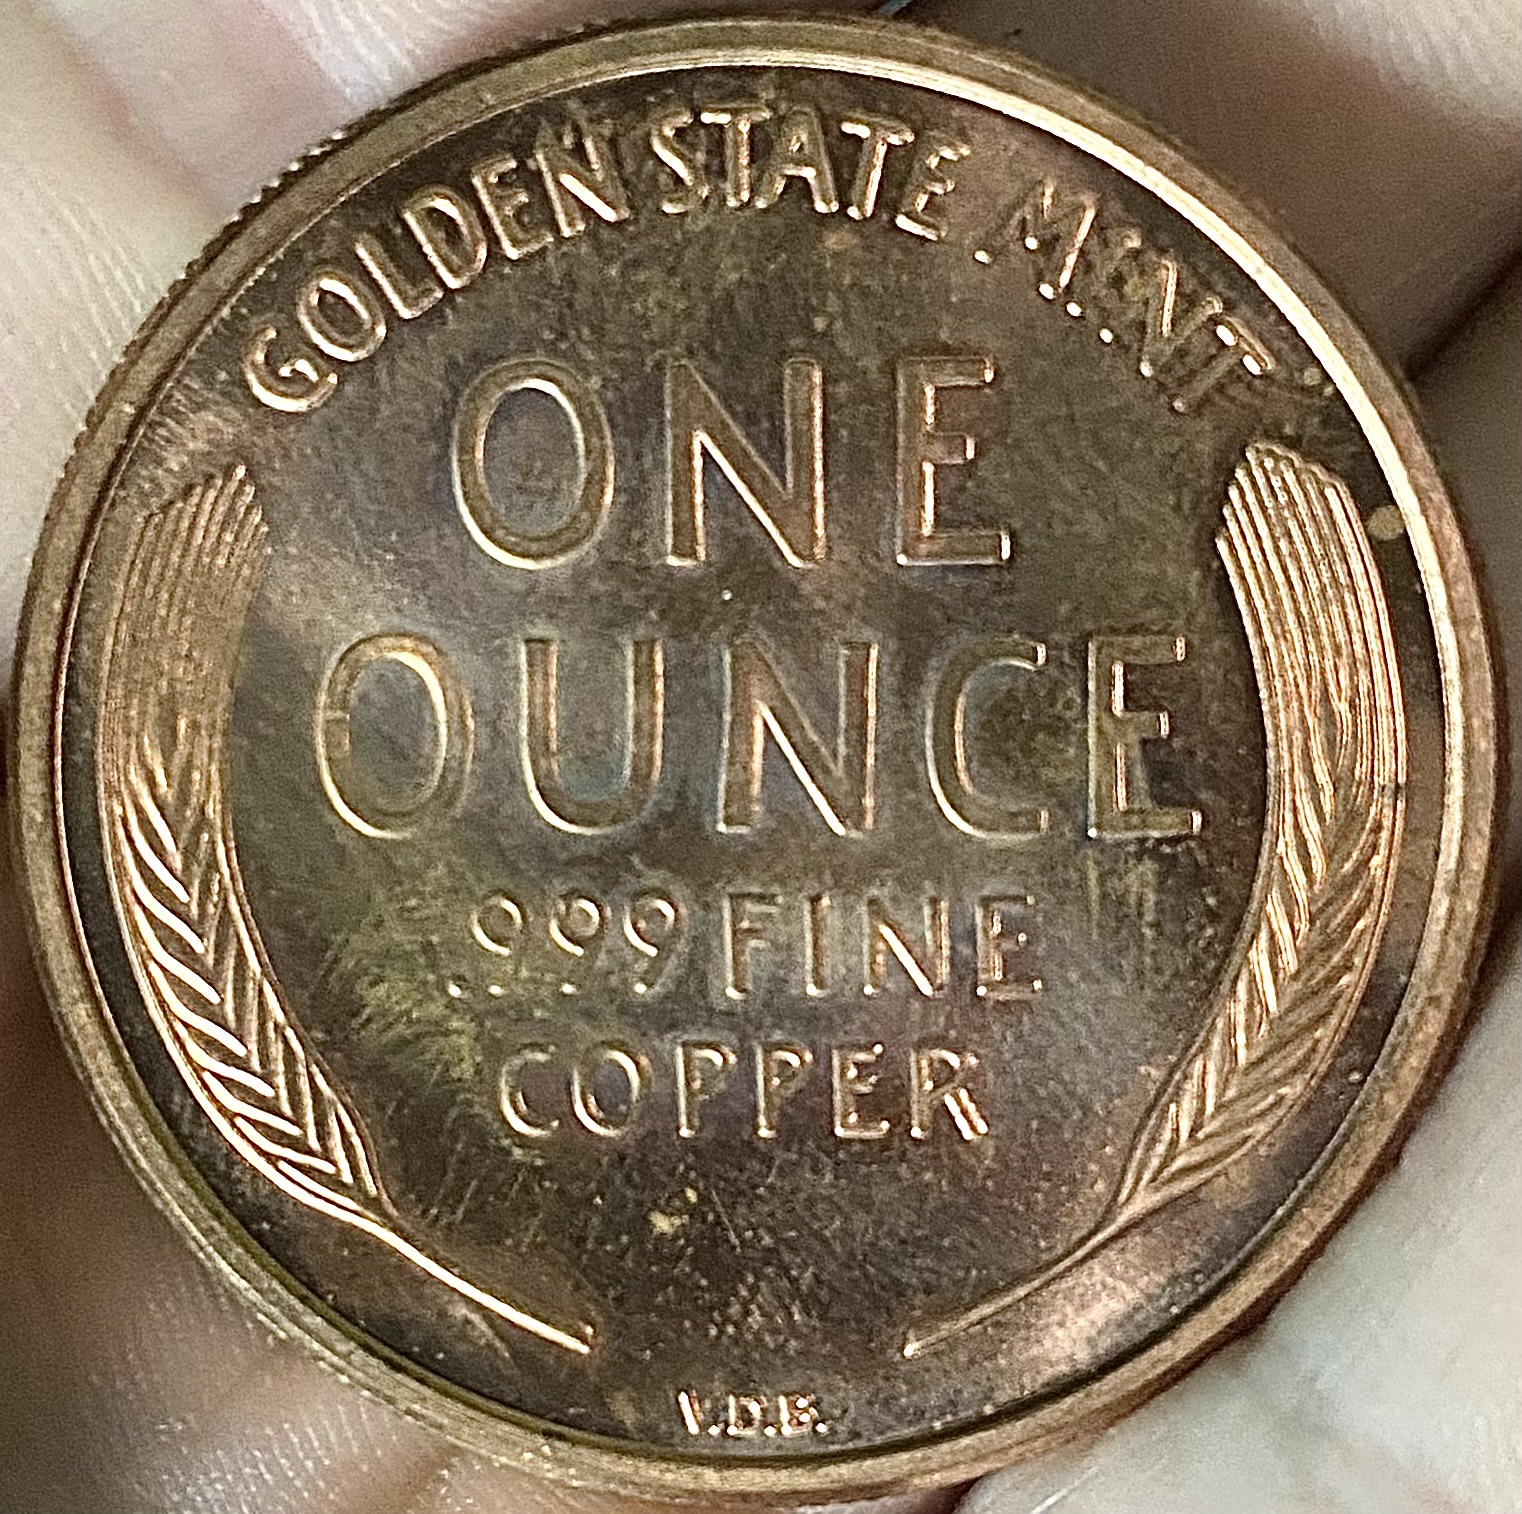 GOLDEN STATE MINT
ONE
OUNCE
.999 FINE
COPPER
V.D.B.